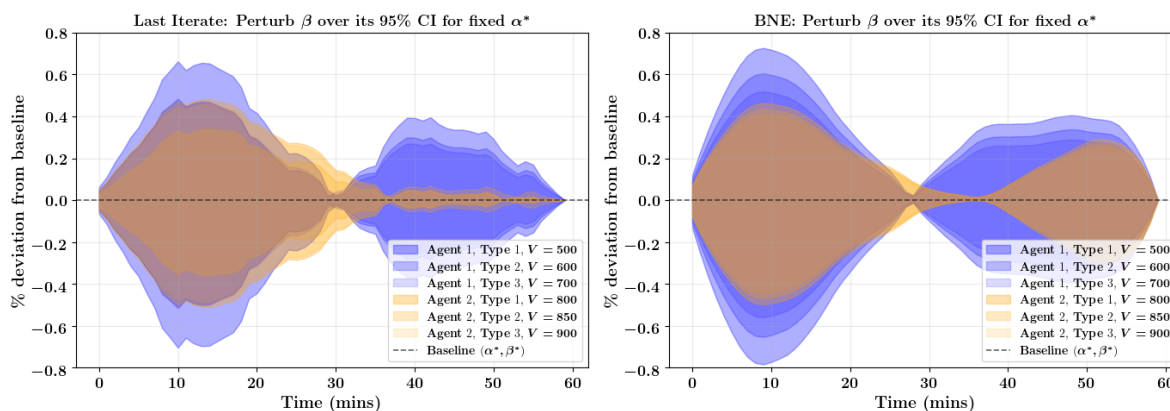 Last Iterate: Perturb β over its 95% CI for fixed α*
% deviation from baseline
0.8
0.6
0.4
0.2
0.0
−0.2
−0.4
−0.6
−0.8
Agent 1, Type 1, V = 500
Agent 1, Type 2, V = 600
Agent 1, Type 3, V = 700
Agent 2, Type 1, V = 800
Agent 2, Type 2, V = 850
Agent 2, Type 3, V = 900
Baseline (α*, β*)
0 10 20 30 40 50 60
Time (mins)
BNE: Perturb β over its 95% CI for fixed α*
% deviation from baseline
0.8
0.6
0.4
0.2
0.0
−0.2
−0.4
−0.6
−0.8
Agent 1, Type 1, V = 500
Agent 1, Type 2, V = 600
Agent 1, Type 3, V = 700
Agent 2, Type 1, V = 800
Agent 2, Type 2, V = 850
Agent 2, Type 3, V = 900
Baseline (α*, β*)
0 10 20 30 40 50 60
Time (mins)